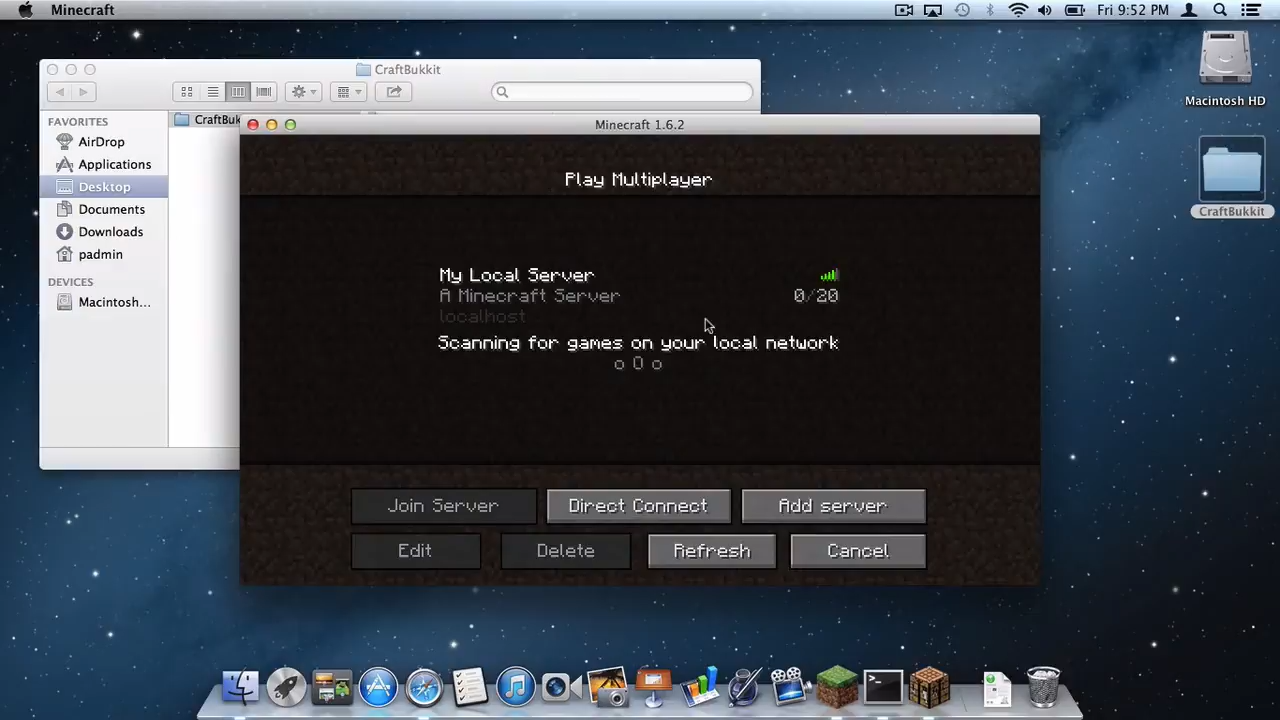 Minecraft
Fri 9:52 PM
CraftBukkit
FAVORITES
AirDrop
Applications
Desktop
Documents
Downloads
padmin
DEVICES
Macintosh...
CraftBuk
Minecraft 1.6.2
Play Multiplayer
My Local Server
A Minecraft Server 0/20
localhost
Scanning for games on your local network
o O o
Join Server Direct Connect Add server
Edit Delete Refresh Cancel
Macintosh HD
CraftBukkit